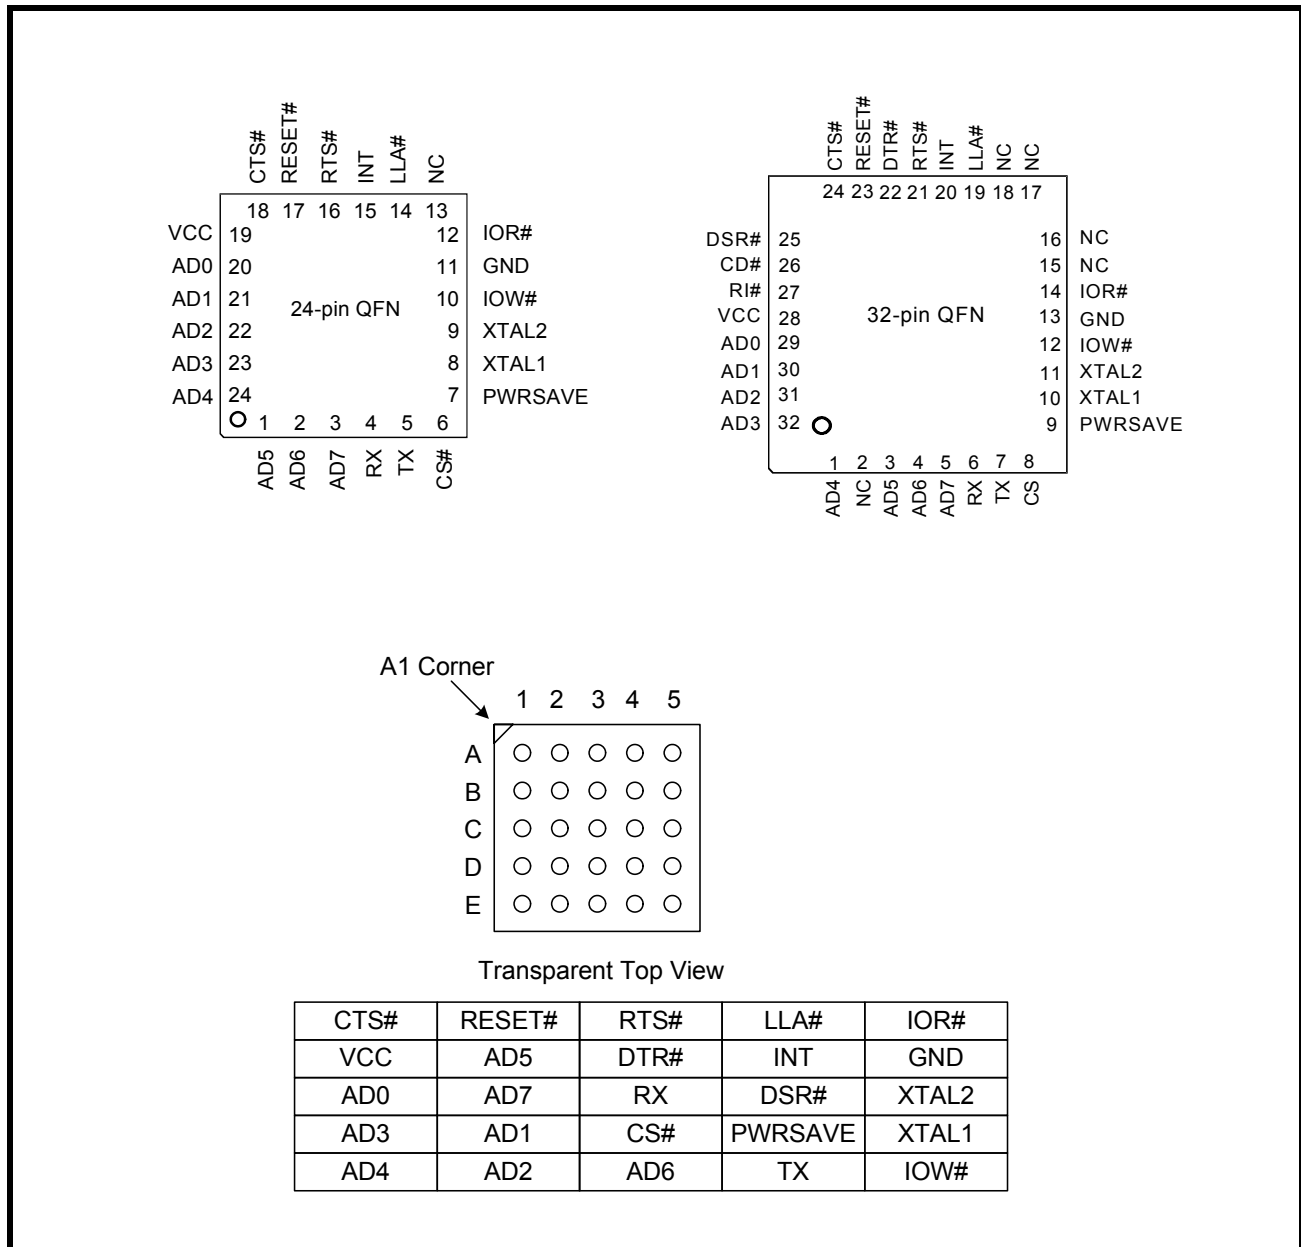 CTS# RESET# RTS# INT LLA# NC
18 17 16 15 14 13
VCC 19 12 IOR#
AD0 20 11 GND
AD1 21 24-pin QFN 10 IOW#
AD2 22 9 XTAL2
AD3 23 8 XTAL1
AD4 24 7 PWRSAVE
1 2 3 4 5 6
AD5 AD6 AD7 RX TX CS#
CTS# RESET# DTR# RTS# INT LLA# NC NC
24 23 22 21 20 19 18 17
DSR# 25 16 NC
CD# 26 15 NC
RI# 27 14 IOR#
VCC 28 32-pin QFN 13 GND
AD0 29 12 IOW#
AD1 30 11 XTAL2
AD2 31 10 XTAL1
AD3 32 9 PWRSAVE
1 2 3 4 5 6 7 8
AD4 NC AD5 AD6 AD7 RX TX CS
A1 Corner
1 2 3 4 5
A
B
C
D
E
Transparent Top View
CTS# RESET# RTS# LLA# IOR#
VCC AD5 DTR# INT GND
AD0 AD7 RX DSR# XTAL2
AD3 AD1 CS# PWRSAVE XTAL1
AD4 AD2 AD6 TX IOW#